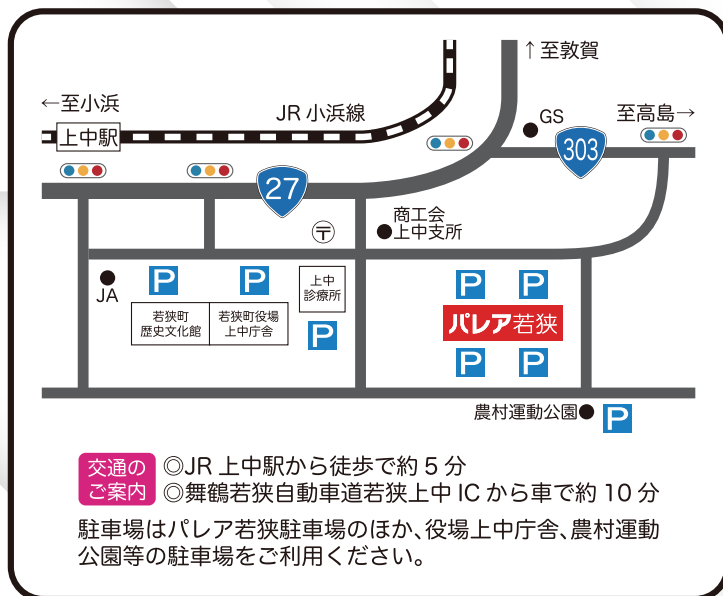 ↑至敦賀
←至小浜
JR小浜線
GS
至高島→
上中駅
303
27
商工会
上中支所
〒
JA
P
P
上中
診療所
P
P
若狭町
歴史文化館
若狭町役場
上中庁舎
P
パレア若狭
P
P
農村運動公園
P
交通の
ご案内
◎JR 上中駅から徒歩で約 5 分
◎舞鶴若狭自動車道若狭上中 IC から車で約 10 分
駐車場はパレア若狭駐車場のほか、役場上中庁舎、農村運動
公園等の駐車場をご利用ください。